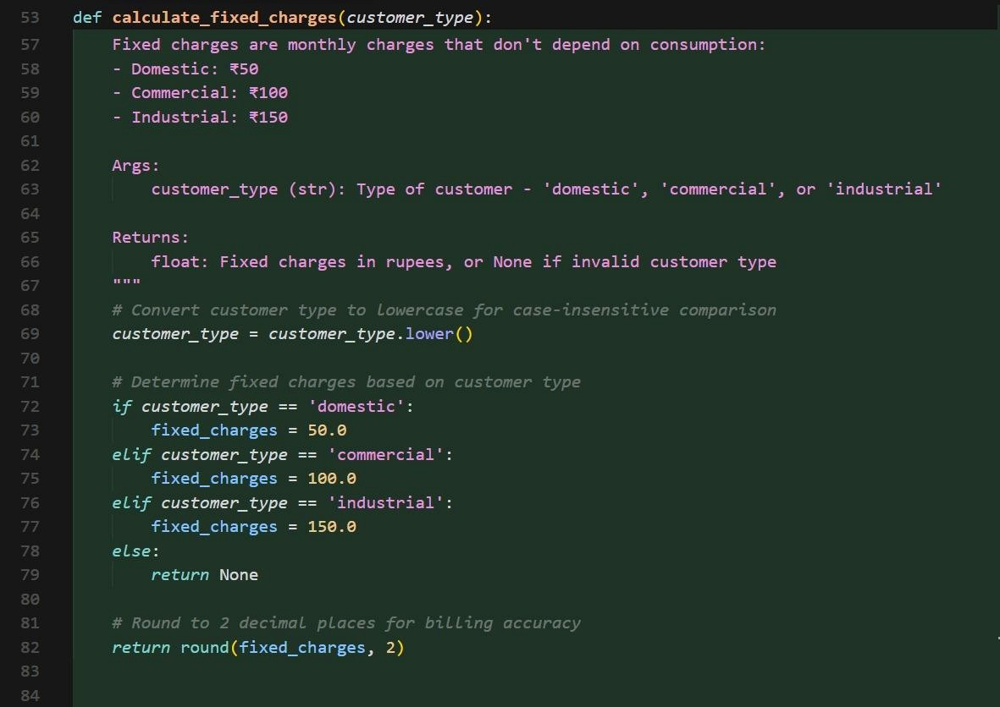 53 def calculate_fixed_charges(customer_type):
57     Fixed charges are monthly charges that don't depend on consumption:
58     - Domestic: ₹50
59     - Commercial: ₹100
60     - Industrial: ₹150
61
62     Args:
63         customer_type (str): Type of customer - 'domestic', 'commercial', or 'industrial'
64
65     Returns:
66         float: Fixed charges in rupees, or None if invalid customer type
67     """
68     # Convert customer type to lowercase for case-insensitive comparison
69     customer_type = customer_type.lower()
70
71     # Determine fixed charges based on customer type
72     if customer_type == 'domestic':
73         fixed_charges = 50.0
74     elif customer_type == 'commercial':
75         fixed_charges = 100.0
76     elif customer_type == 'industrial':
77         fixed_charges = 150.0
78     else:
79         return None
80
81     # Round to 2 decimal places for billing accuracy
82     return round(fixed_charges, 2)
83
84